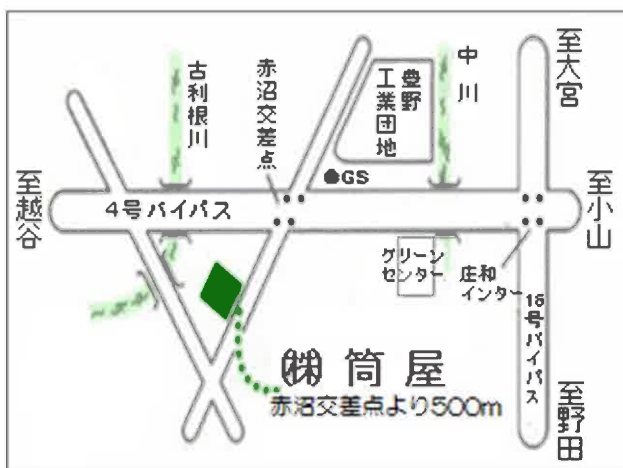 至大宮
中川
豊野
工業団地
赤沼交差点
古利根川
GS
至越谷
4号バイパス
至小山
グリーン
センター
庄和
インター
16号バイパス
㈱筒屋
赤沼交差点より500m
至野田